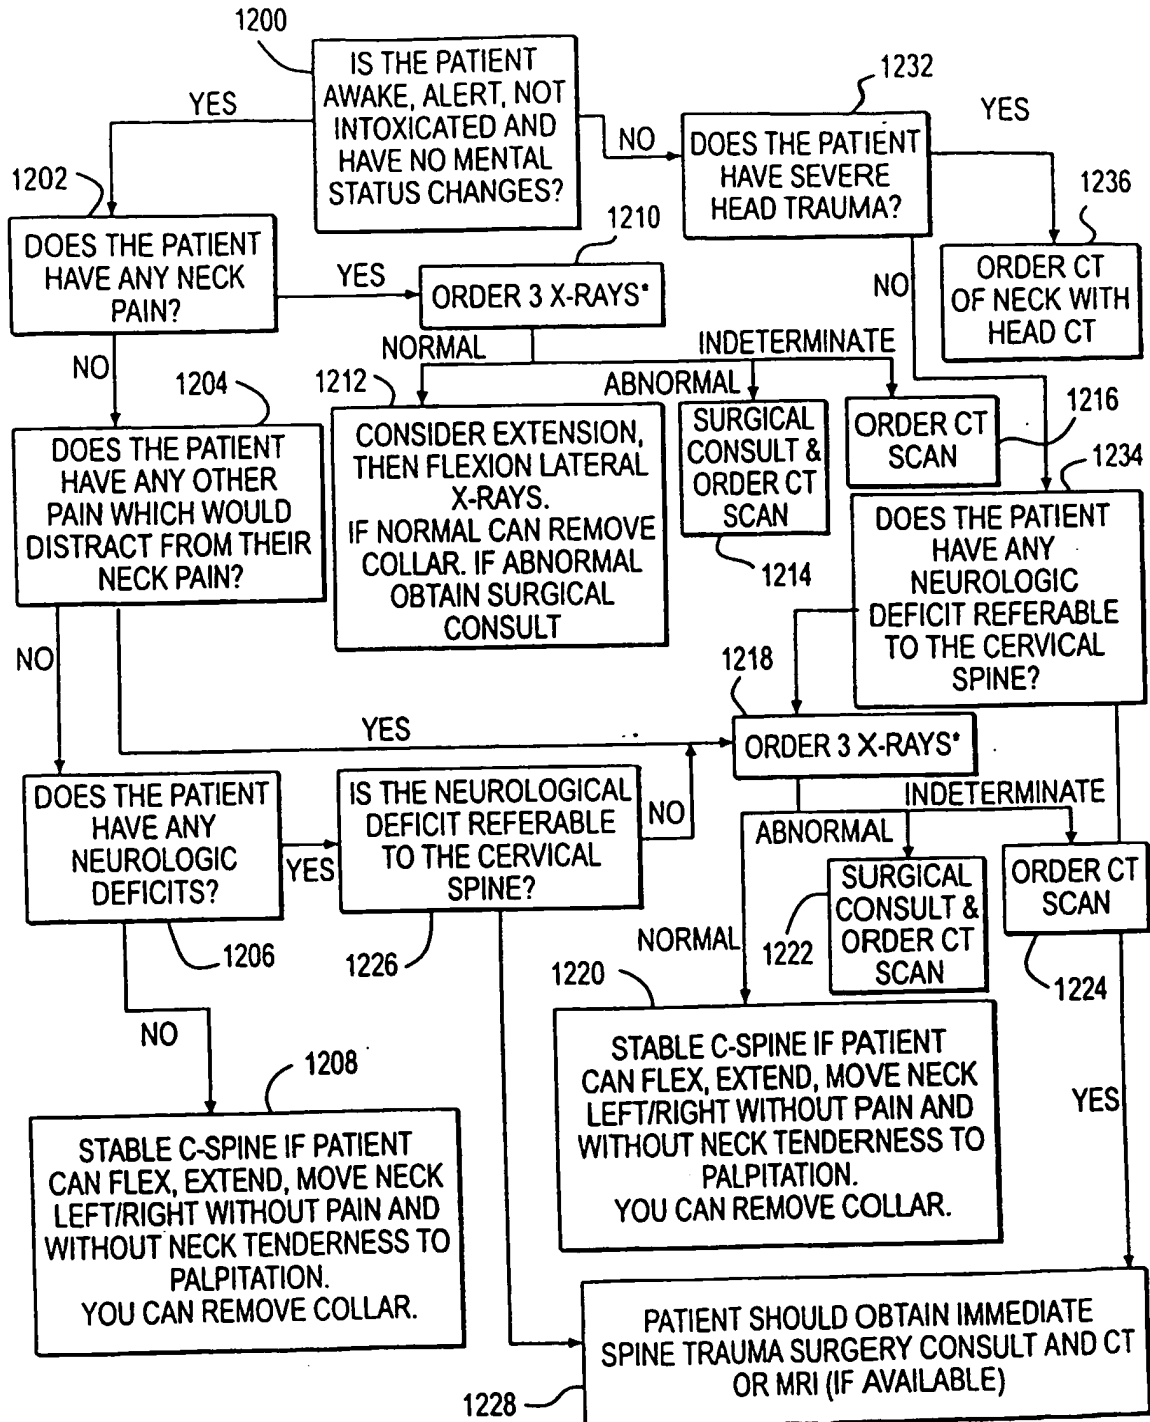 1200
IS THE PATIENT
AWAKE, ALERT, NOT
INTOXICATED AND
HAVE NO MENTAL
STATUS CHANGES?
YES
NO
1232
DOES THE PATIENT
HAVE SEVERE
HEAD TRAUMA?
YES
1202
DOES THE PATIENT
HAVE ANY NECK
PAIN?
YES
1210
ORDER 3 X-RAYS*
NO
1236
ORDER CT
OF NECK WITH
HEAD CT
NO
NORMAL
ABNORMAL
INDETERMINATE
1204
DOES THE PATIENT
HAVE ANY OTHER
PAIN WHICH WOULD
DISTRACT FROM THEIR
NECK PAIN?
1212
CONSIDER EXTENSION,
THEN FLEXION LATERAL
X-RAYS.
IF NORMAL CAN REMOVE
COLLAR. IF ABNORMAL
OBTAIN SURGICAL
CONSULT
SURGICAL
CONSULT &
ORDER CT
SCAN
1214
ORDER CT
SCAN
1216
1234
DOES THE PATIENT
HAVE ANY
NEUROLOGIC
DEFICIT REFERABLE
TO THE CERVICAL
SPINE?
NO
YES
1218
ORDER 3 X-RAYS*
DOES THE PATIENT
HAVE ANY
NEUROLOGIC
DEFICITS?
1206
YES
IS THE NEUROLOGICAL
DEFICIT REFERABLE
TO THE CERVICAL
SPINE?
1226
NO
NORMAL
ABNORMAL
INDETERMINATE
SURGICAL
CONSULT &
ORDER CT
SCAN
1222
ORDER CT
SCAN
1224
NO
1208
STABLE C-SPINE IF PATIENT
CAN FLEX, EXTEND, MOVE NECK
LEFT/RIGHT WITHOUT PAIN AND
WITHOUT NECK TENDERNESS TO
PALPITATION.
YOU CAN REMOVE COLLAR.
1220
STABLE C-SPINE IF PATIENT
CAN FLEX, EXTEND, MOVE NECK
LEFT/RIGHT WITHOUT PAIN AND
WITHOUT NECK TENDERNESS TO
PALPITATION.
YOU CAN REMOVE COLLAR.
YES
PATIENT SHOULD OBTAIN IMMEDIATE
SPINE TRAUMA SURGERY CONSULT AND CT
OR MRI (IF AVAILABLE)
1228